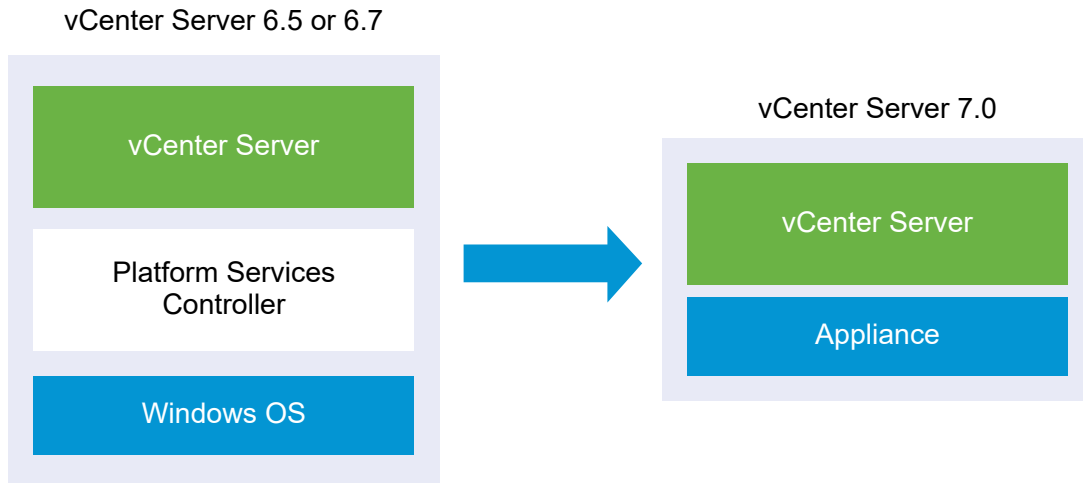 vCenter Server 6.5 or 6.7
vCenter Server
Platform Services
Controller
Windows OS
vCenter Server 7.0
vCenter Server
Appliance